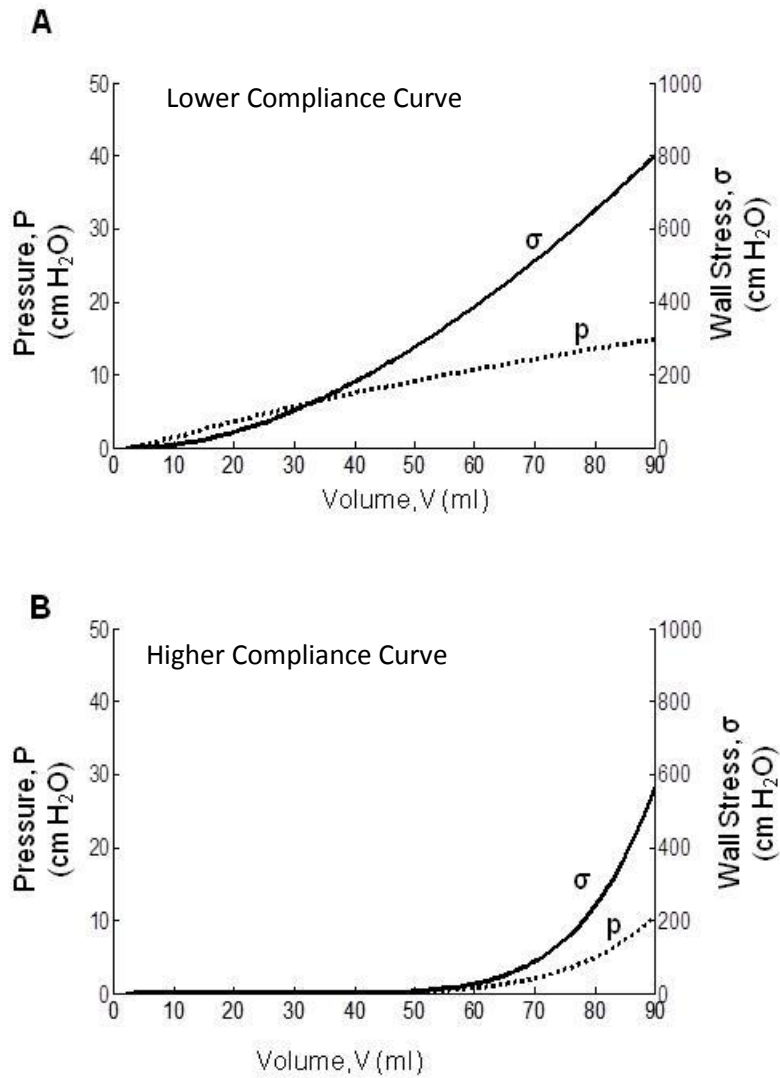 A
Lower Compliance Curve
50
40
30
20
10
0
Pressure, P
(cm H₂O)
1000
800
600
400
200
0
Wall Stress, σ
(cm H₂O)
σ
p
0 10 20 30 40 50 60 70 80 90
Volume, V (ml)
B
Higher Compliance Curve
50
40
30
20
10
0
Pressure, P
(cm H₂O)
1000
800
600
400
200
0
Wall Stress, σ
(cm H₂O)
σ
p
0 10 20 30 40 50 60 70 80 90
Volume, V (ml)